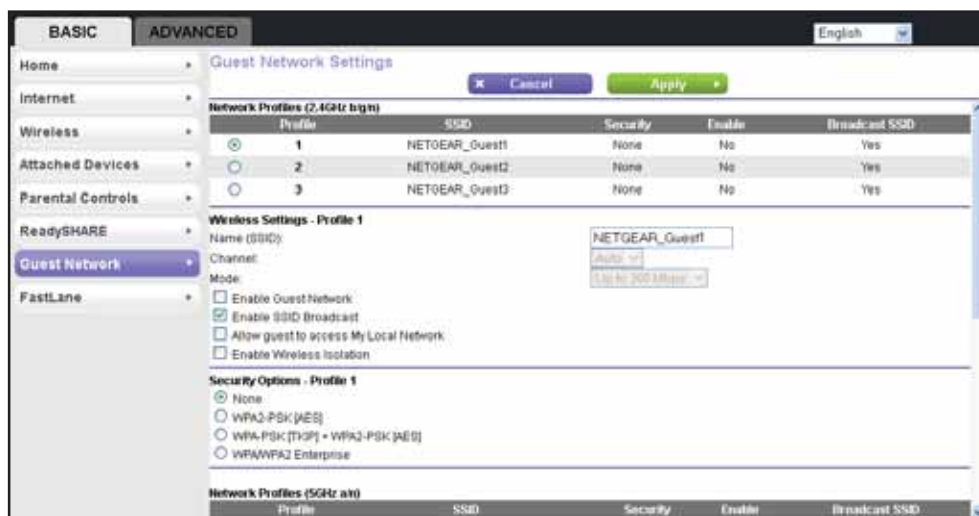 BASIC
ADVANCED
English
Home
Internet
Wireless
Attached Devices
Parental Controls
ReadySHARE
Guest Network
FastLane
Guest Network Settings
Cancel
Apply
Network Profiles (2.4GHz b/g/n)
Profile SSID Security Enable Broadcast SSID
1 NETGEAR_Guest1 None No Yes
2 NETGEAR_Guest2 None No Yes
3 NETGEAR_Guest3 None No Yes
Wireless Settings - Profile 1
Name (SSID): NETGEAR_Guest1
Channel: Auto
Mode: Up to 300 Mbps
Enable Guest Network
Enable SSID Broadcast
Allow guest to access My Local Network
Enable Wireless Isolation
Security Options - Profile 1
None
WPA2-PSK [AES]
WPA-PSK [TKIP] + WPA2-PSK [AES]
WPA/WPA2 Enterprise
Network Profiles (5GHz a/n)
Profile SSID Security Enable Broadcast SSID